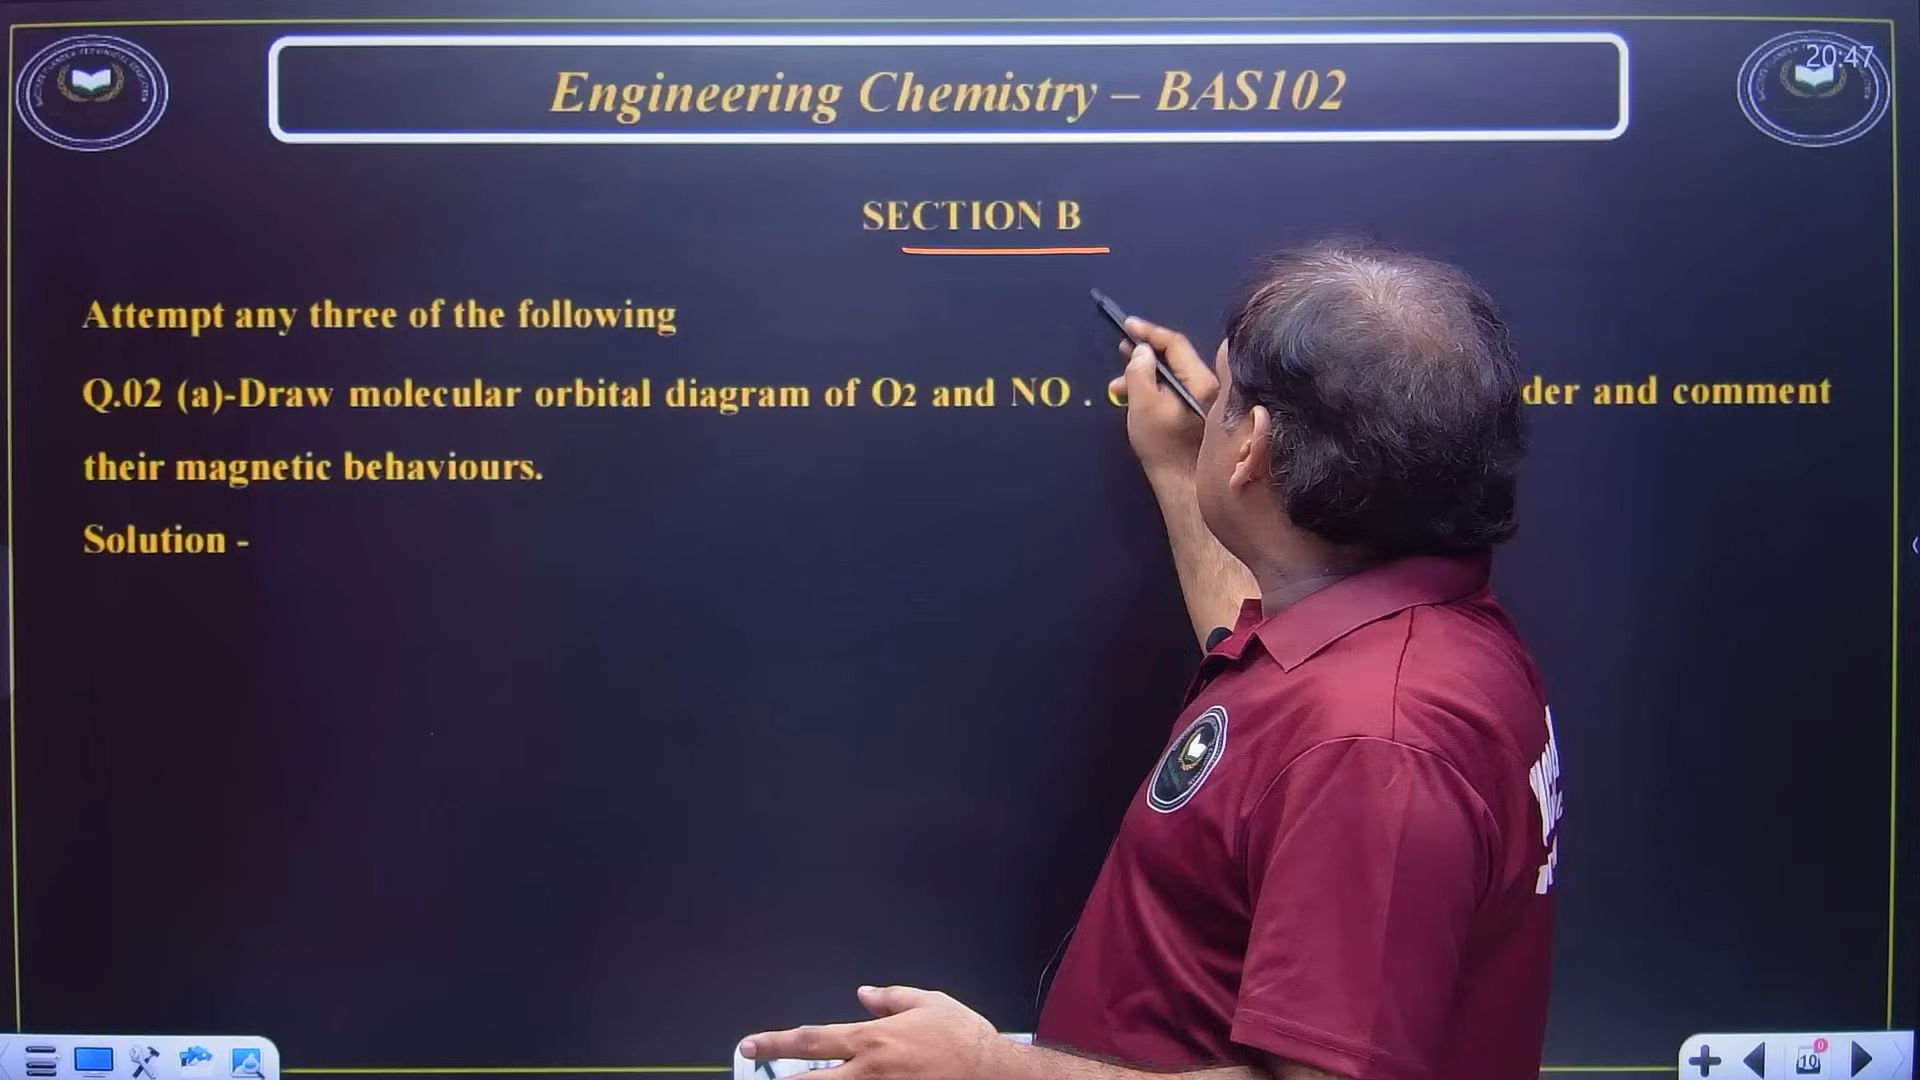 20:47
Engineering Chemistry – BAS102
SECTION B
Attempt any three of the following
Q.02 (a)-Draw molecular orbital diagram of O2 and NO . der and comment
their magnetic behaviours.
Solution -
10
0